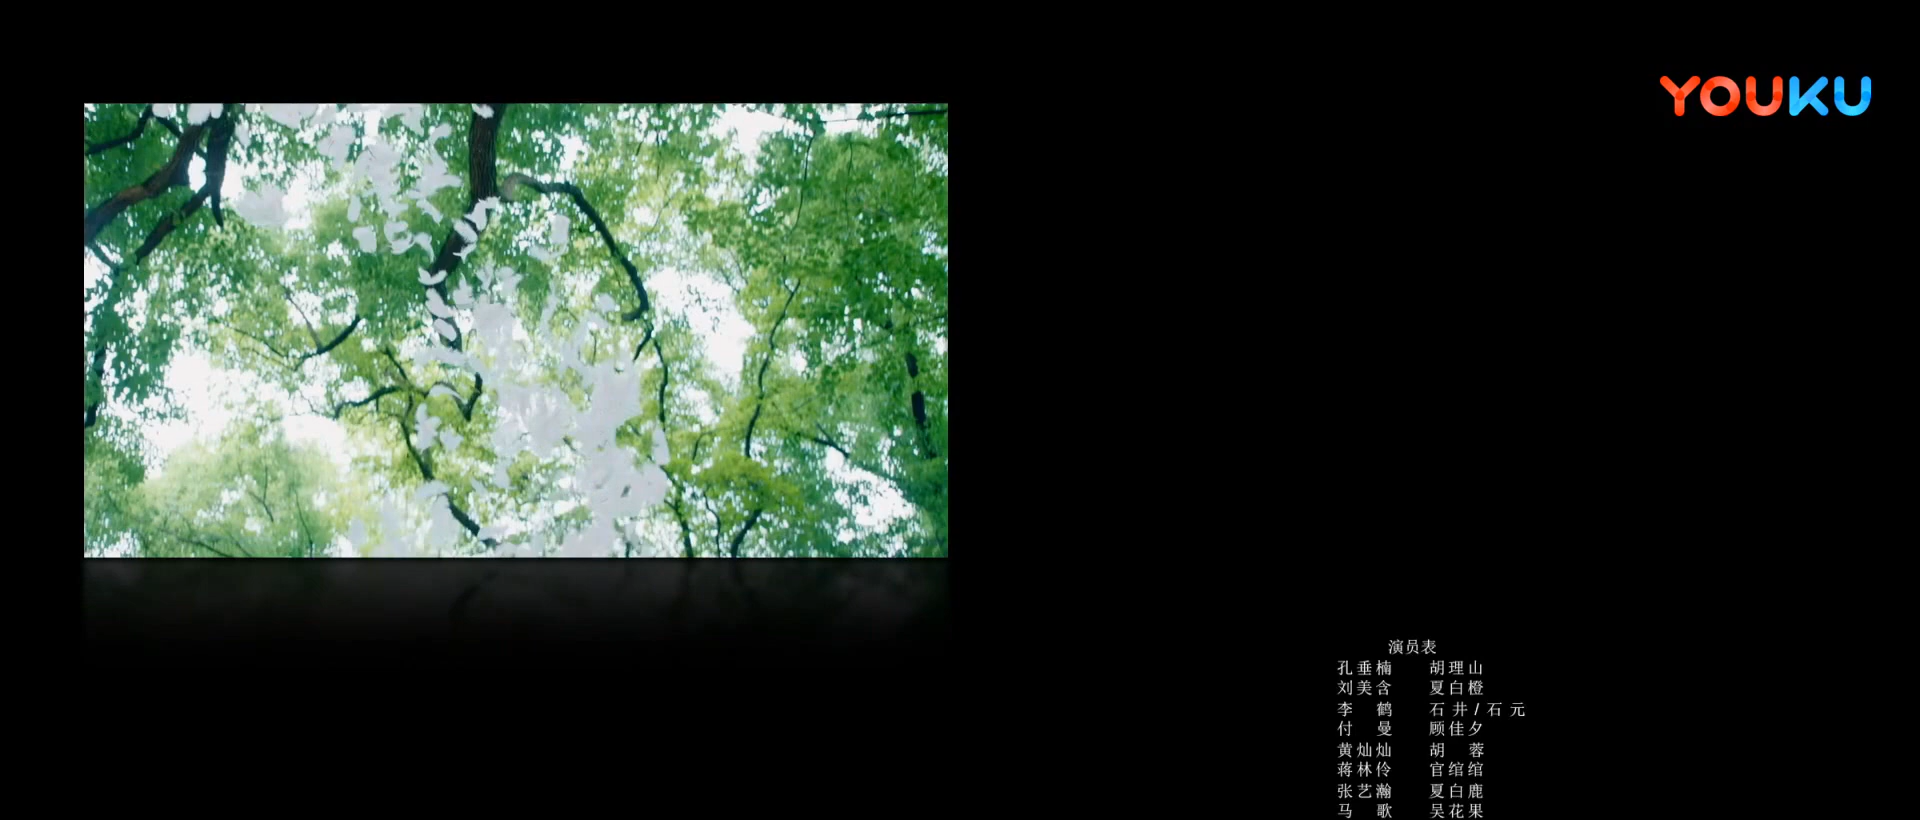 YOUKU
演员表
孔垂楠 胡理山
刘美含 夏白橙
李 鹤 石井/石元
付 曼 顾佳夕
黄灿灿 胡 蓉
蒋林伶 官绾绾
张艺瀚 夏白鹿
马 歌 吴花果